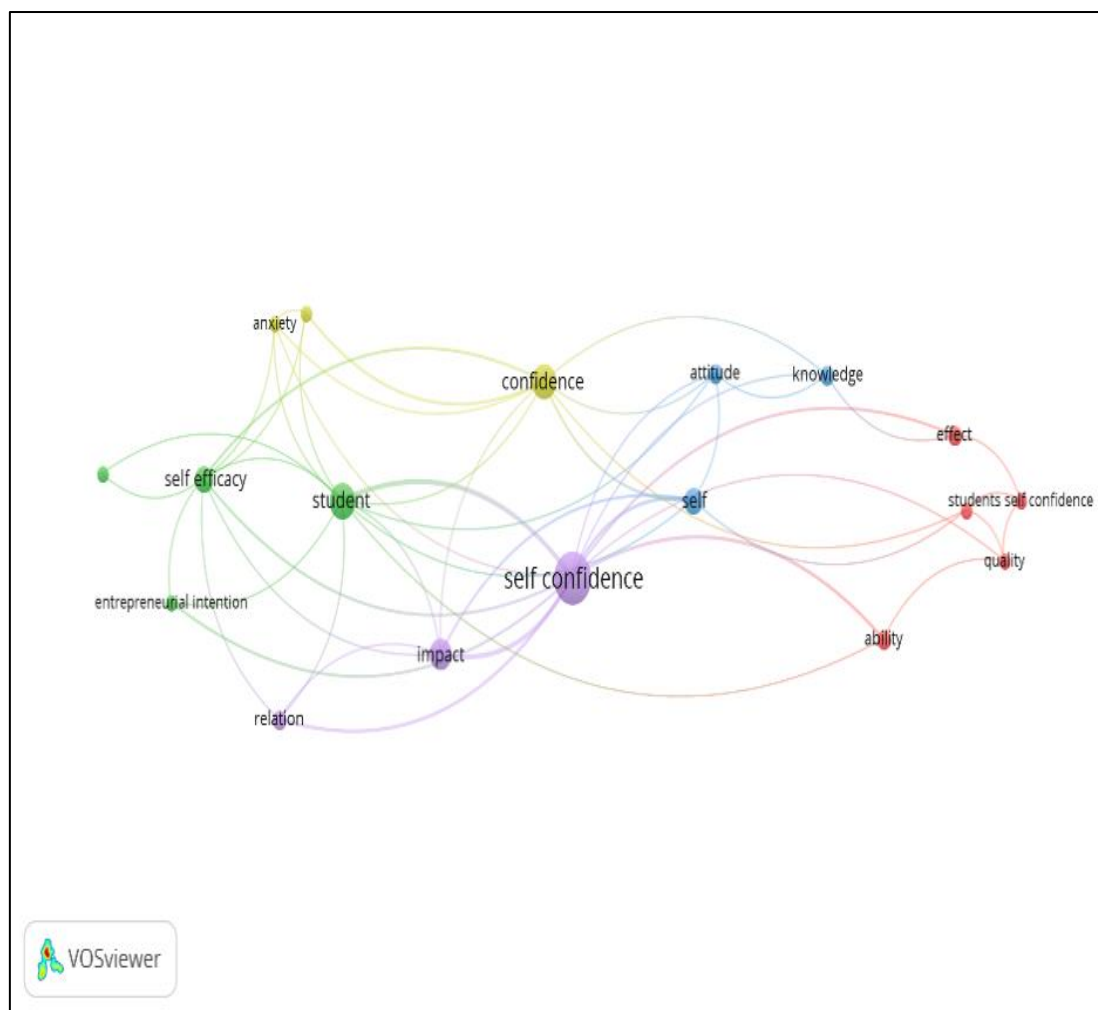 anxiety
confidence
attitude
knowledge
effect
self efficacy
student
self
students self confidence
quality
self confidence
entrepreneurial intention
ability
impact
relation
VOSviewer